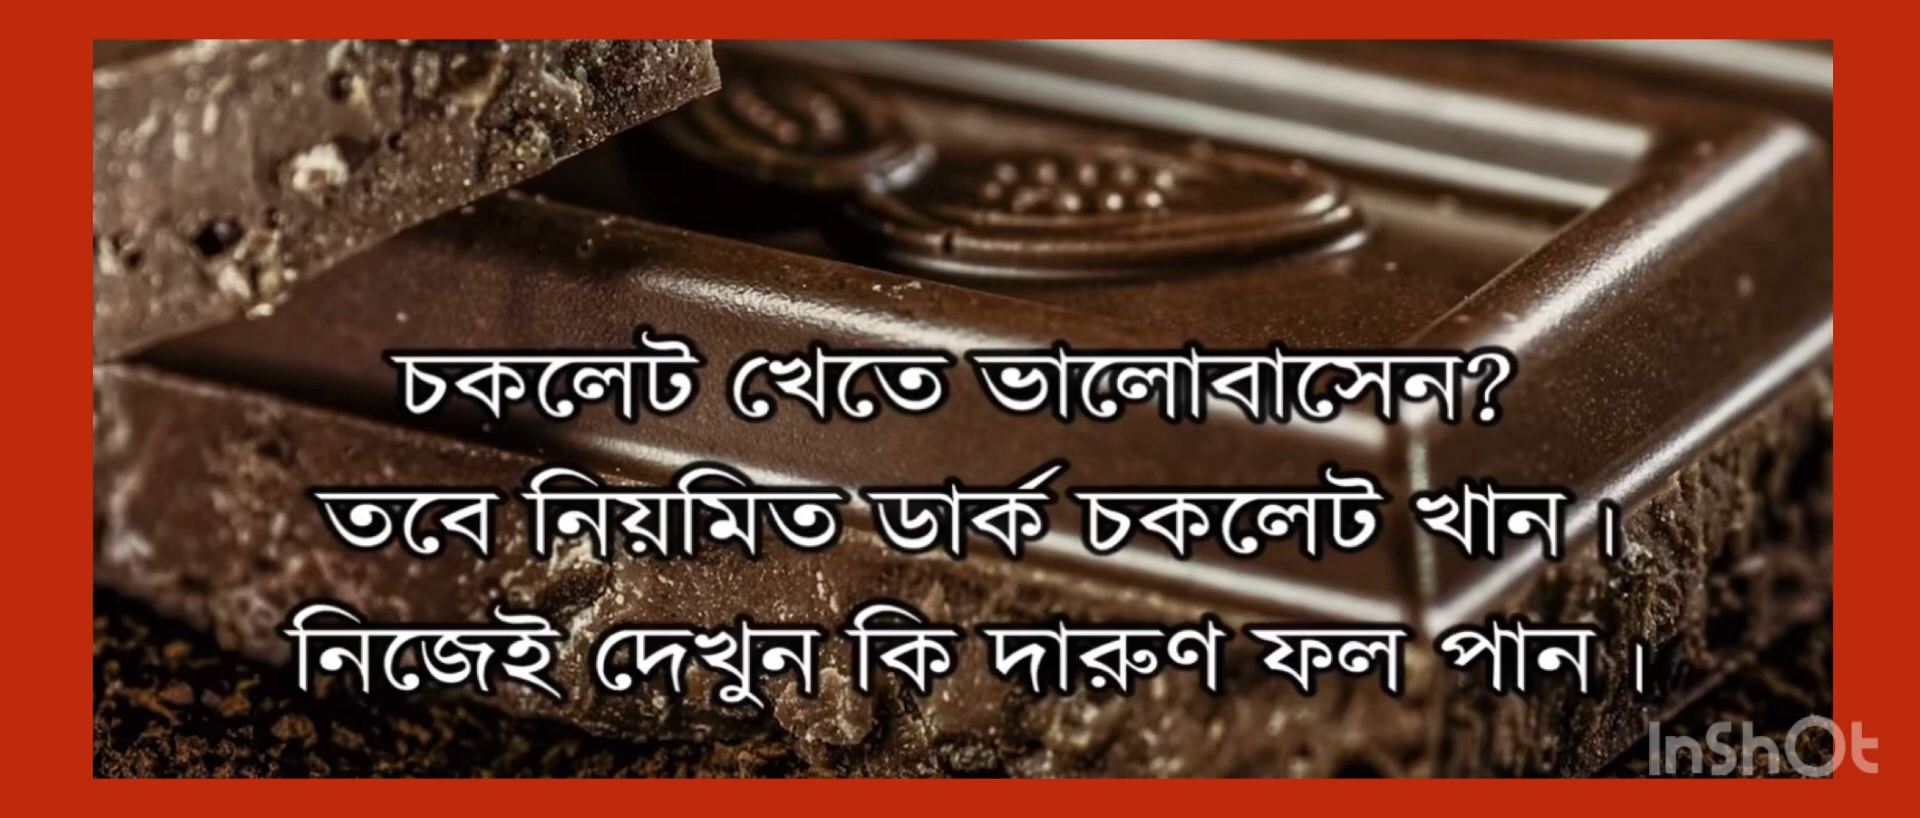 চকলেট খেতে ভালোবাসেন?
তবে নিয়মিত ডার্ক চকলেট খান ।
নিজেই দেখুন কি দারুণ ফল পান ।
InShOt